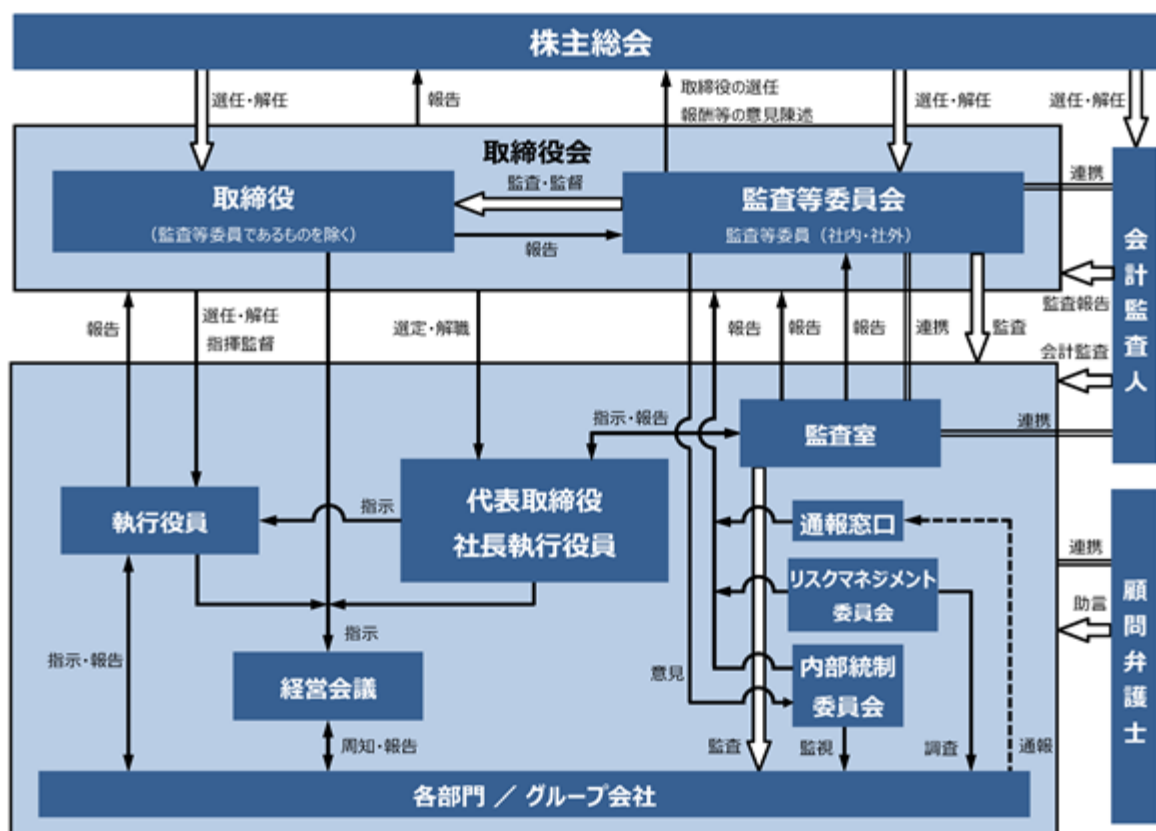 株主総会
選任・解任
報告
取締役の選任
報酬等の意見陳述
選任・解任
選任・解任
取締役会
取締役
(監査等委員であるものを除く)
監査・監督
報告
監査等委員会
監査等委員(社内・社外)
連携
会計監査人
監査報告
会計監査
報告
選任・解任
指揮監督
選定・解職
報告
報告
報告
連携
監査
指示・報告
監査室
連携
執行役員
指示
代表取締役
社長執行役員
通報窓口
リスクマネジメント
委員会
連携
助言
顧問弁護士
指示・報告
指示
経営会議
意見
内部統制
委員会
周知・報告
監査
監視
調査
通報
各部門 / グループ会社